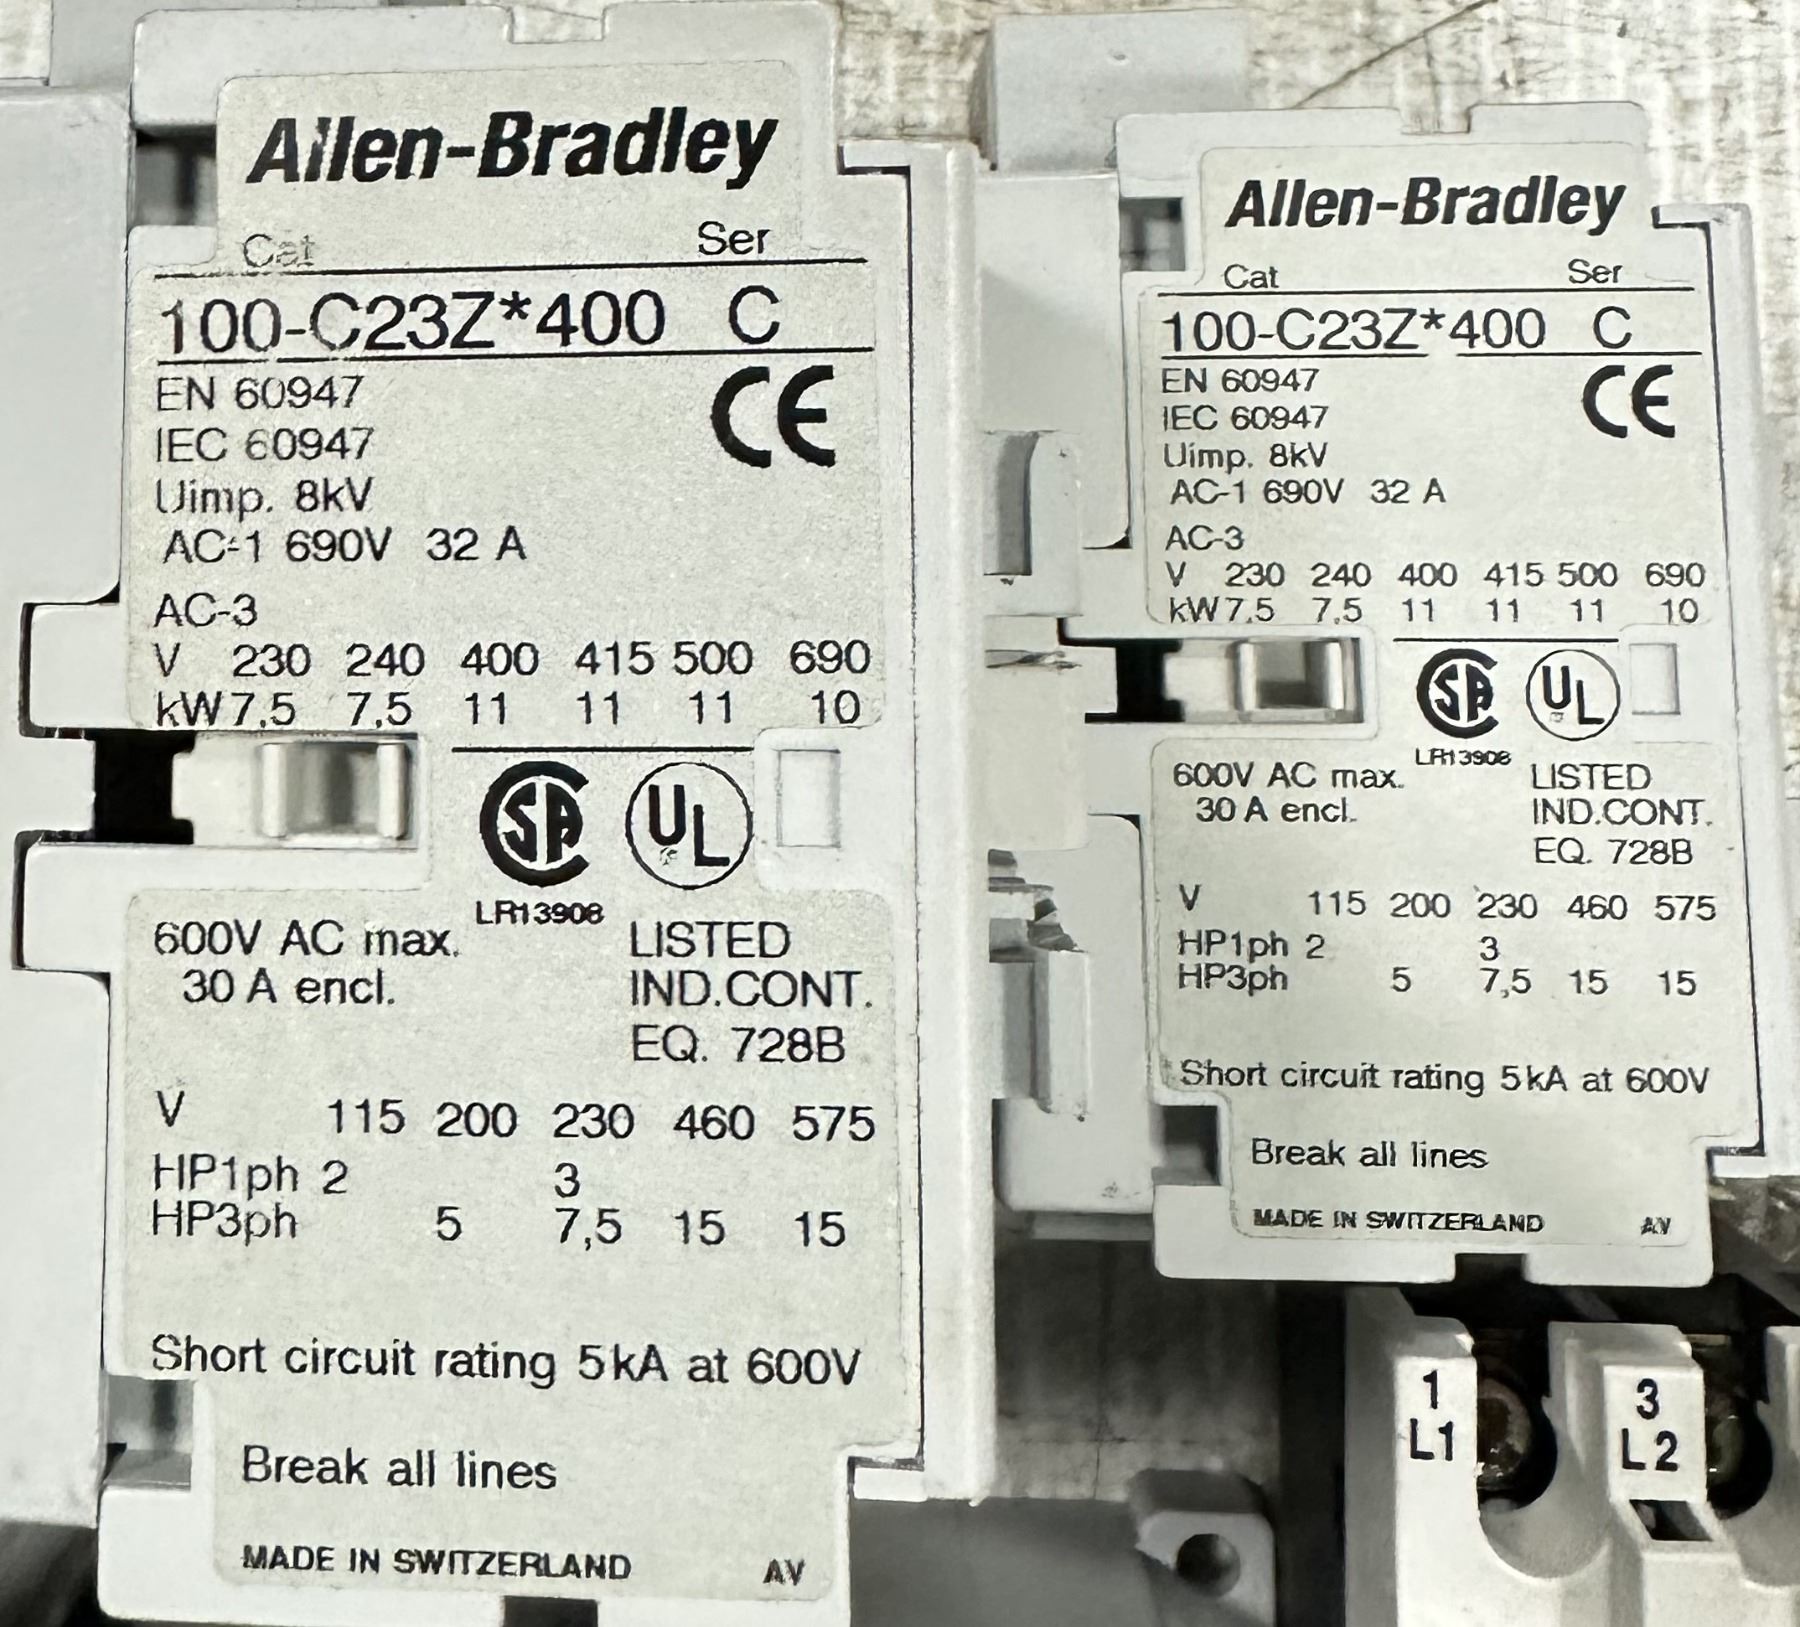 Allen-Bradley
Cat Ser
100-C23Z*400 C
EN 60947
IEC 60947
Uimp. 8kV
AC-1 690V 32 A
AC-3
V 230 240 400 415 500 690
kW 7,5 7,5 11 11 11 10
SA
UL
LR13908
600V AC max.
30 A encl.
LISTED
IND.CONT.
EQ. 728B
V 115 200 230 460 575
HP1ph 2 3
HP3ph 5 7,5 15 15
Short circuit rating 5kA at 600V
Break all lines
MADE IN SWITZERLAND AV
Allen-Bradley
Cat Ser
100-C23Z*400 C
EN 60947
IEC 60947
Uimp. 8kV
AC-1 690V 32 A
AC-3
V 230 240 400 415 500 690
kW 7,5 7,5 11 11 11 10
SA
UL
LR13908
600V AC max.
30 A encl.
LISTED
IND.CONT.
EQ. 728B
V 115 200 230 460 575
HP1ph 2 3
HP3ph 5 7,5 15 15
Short circuit rating 5kA at 600V
Break all lines
MADE IN SWITZERLAND AV
1 3
L1 L2